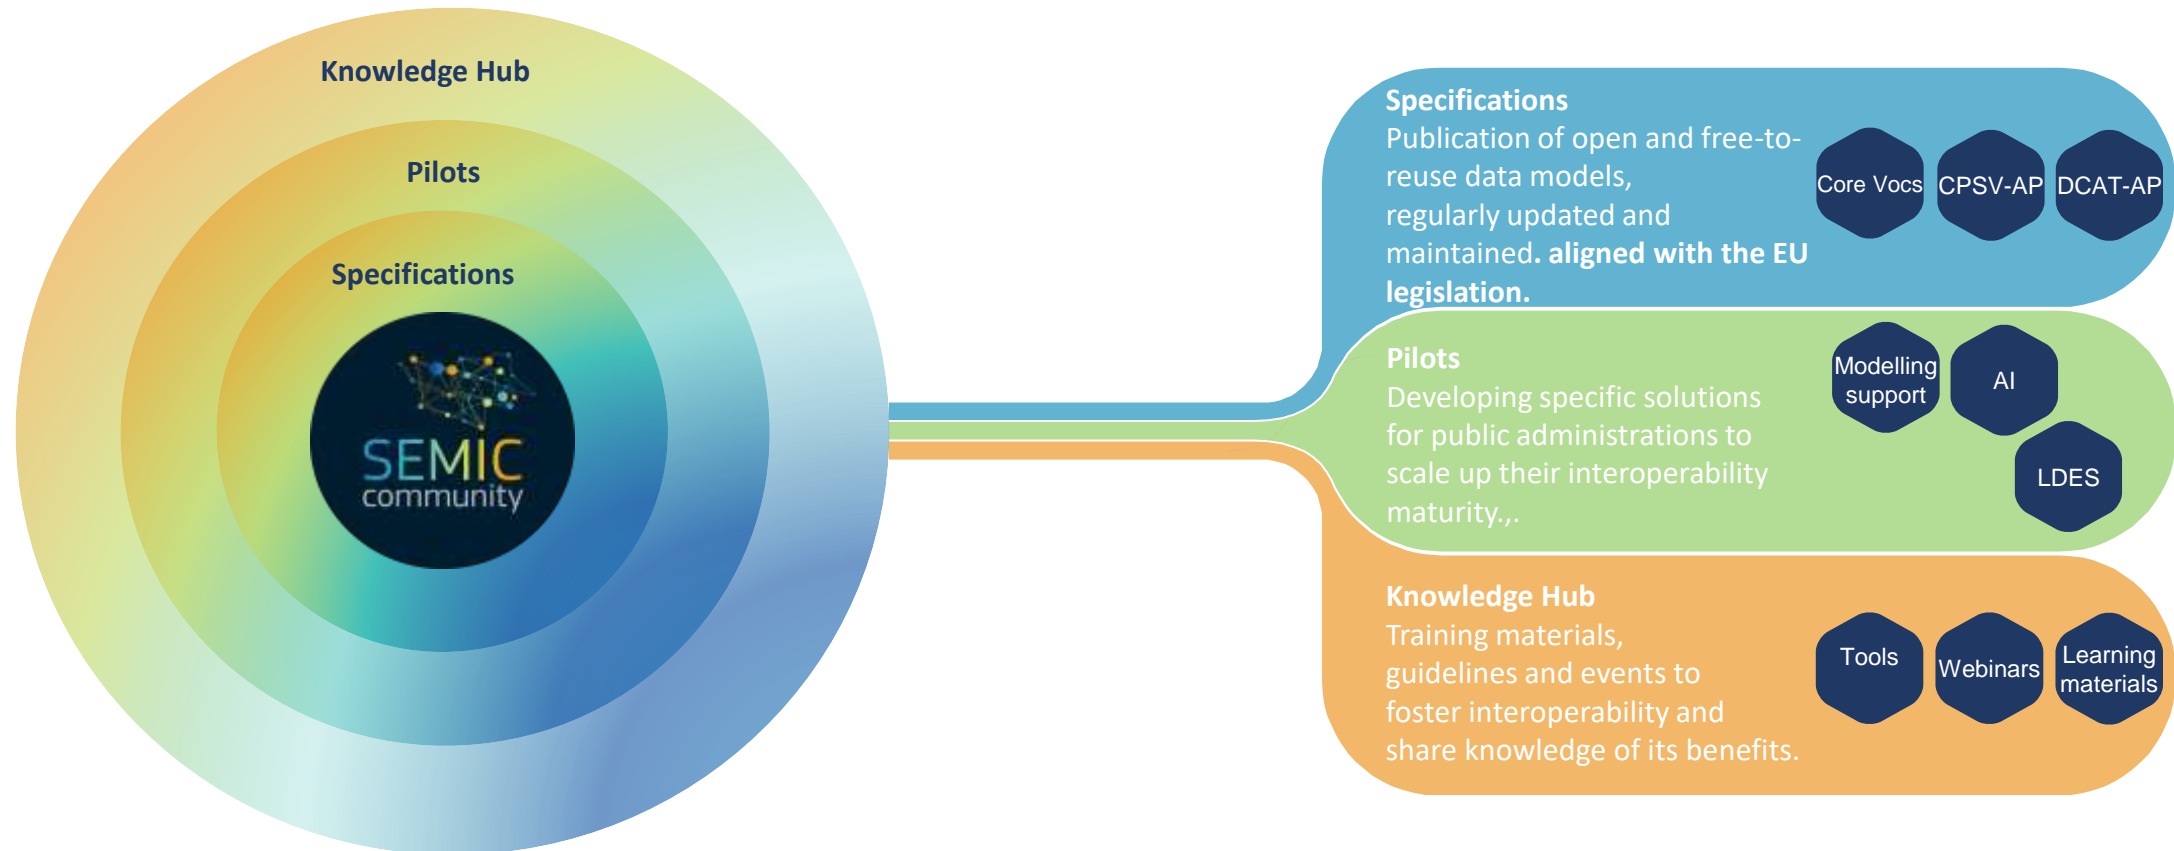 Knowledge Hub
Pilots
Specifications
SEMIC
community
Specifications
Publication of open and free-to-
reuse data models,
regularly updated and
maintained. aligned with the EU
legislation.
Core Vocs
CPSV-AP
DCAT-AP
Pilots
Developing specific solutions
for public administrations to
scale up their interoperability
maturity.,.
Modelling
support
AI
LDES
Knowledge Hub
Training materials,
guidelines and events to
foster interoperability and
share knowledge of its benefits.
Tools
Webinars
Learning
materials